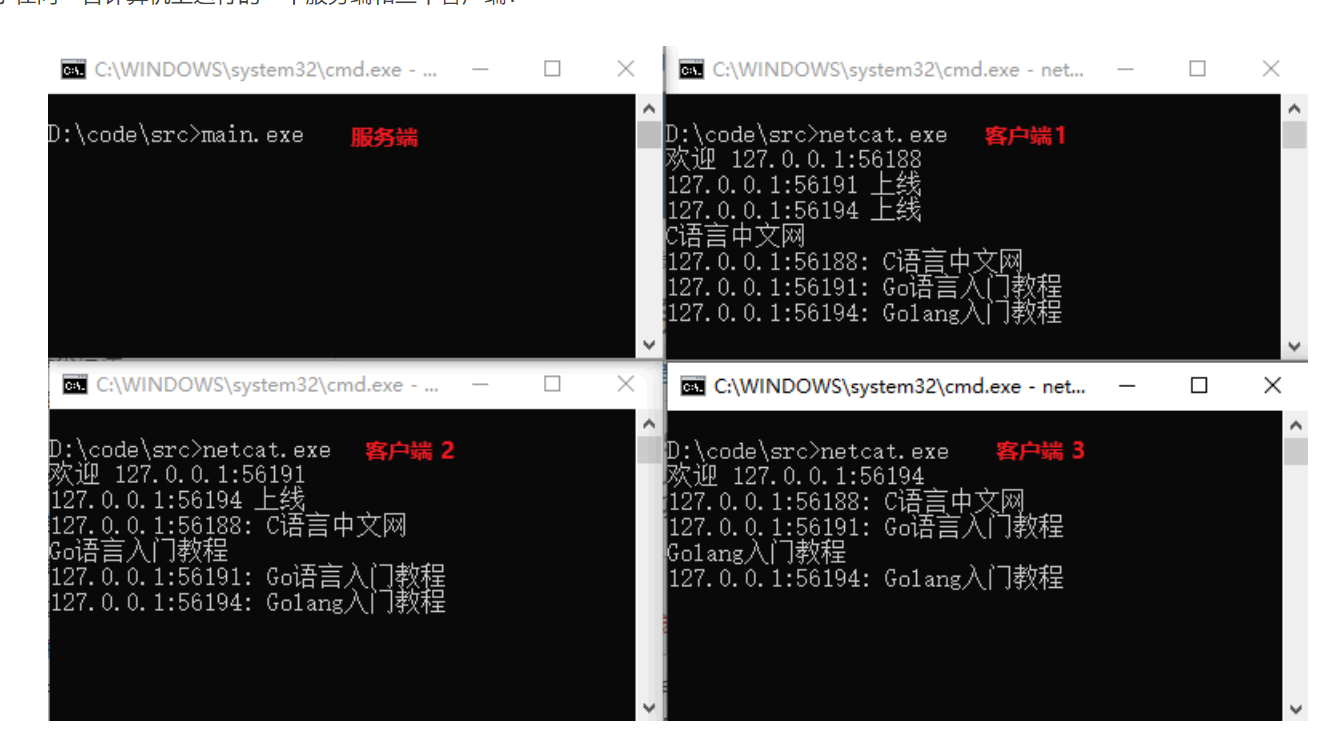 C:\WINDOWS\system32\cmd.exe - ...
D:\code\src>main.exe 服务端
C:\WINDOWS\system32\cmd.exe - net...
D:\code\src>netcat.exe 客户端1
欢迎 127.0.0.1:56188
127.0.0.1:56191 上线
127.0.0.1:56194 上线
C语言中文网
127.0.0.1:56188: C语言中文网
127.0.0.1:56191: Go语言入门教程
127.0.0.1:56194: Golang入门教程
C:\WINDOWS\system32\cmd.exe - ...
D:\code\src>netcat.exe 客户端 2
欢迎 127.0.0.1:56191
127.0.0.1:56194 上线
127.0.0.1:56188: C语言中文网
Go语言入门教程
127.0.0.1:56191: Go语言入门教程
127.0.0.1:56194: Golang入门教程
C:\WINDOWS\system32\cmd.exe - net...
D:\code\src>netcat.exe 客户端 3
欢迎 127.0.0.1:56194
127.0.0.1:56188: C语言中文网
127.0.0.1:56191: Go语言入门教程
Golang入门教程
127.0.0.1:56194: Golang入门教程